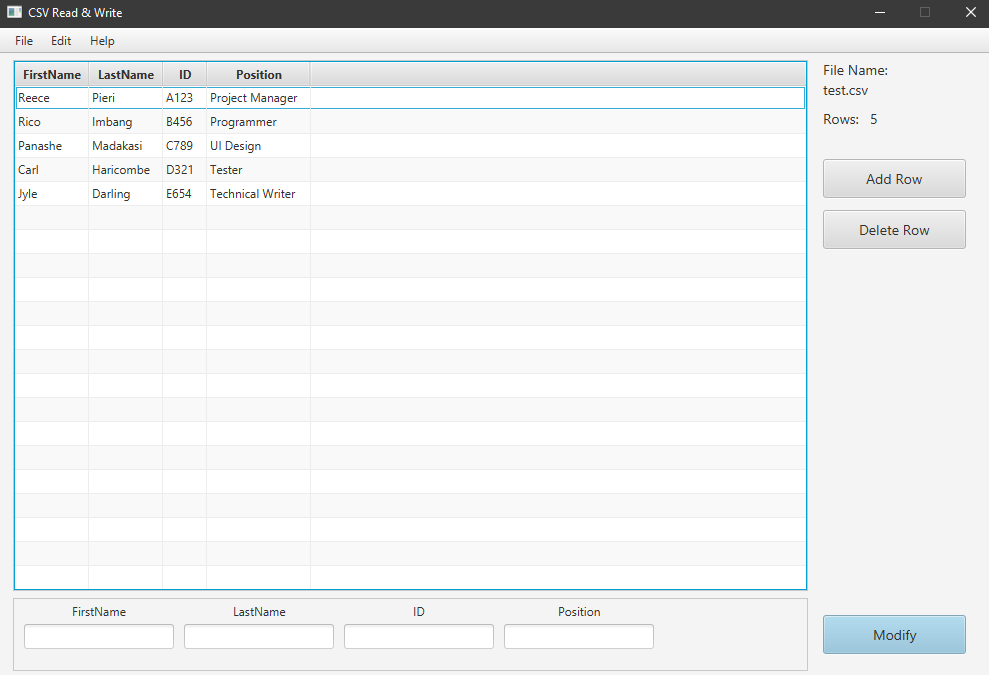 CSV Read & Write
File Edit Help
FirstName LastName ID Position
Reece Pieri A123 Project Manager
Rico Imbang B456 Programmer
Panashe Madakasi C789 UI Design
Carl Haricombe D321 Tester
Jyle Darling E654 Technical Writer
File Name:
test.csv
Rows: 5
Add Row
Delete Row
FirstName LastName ID Position
Modify